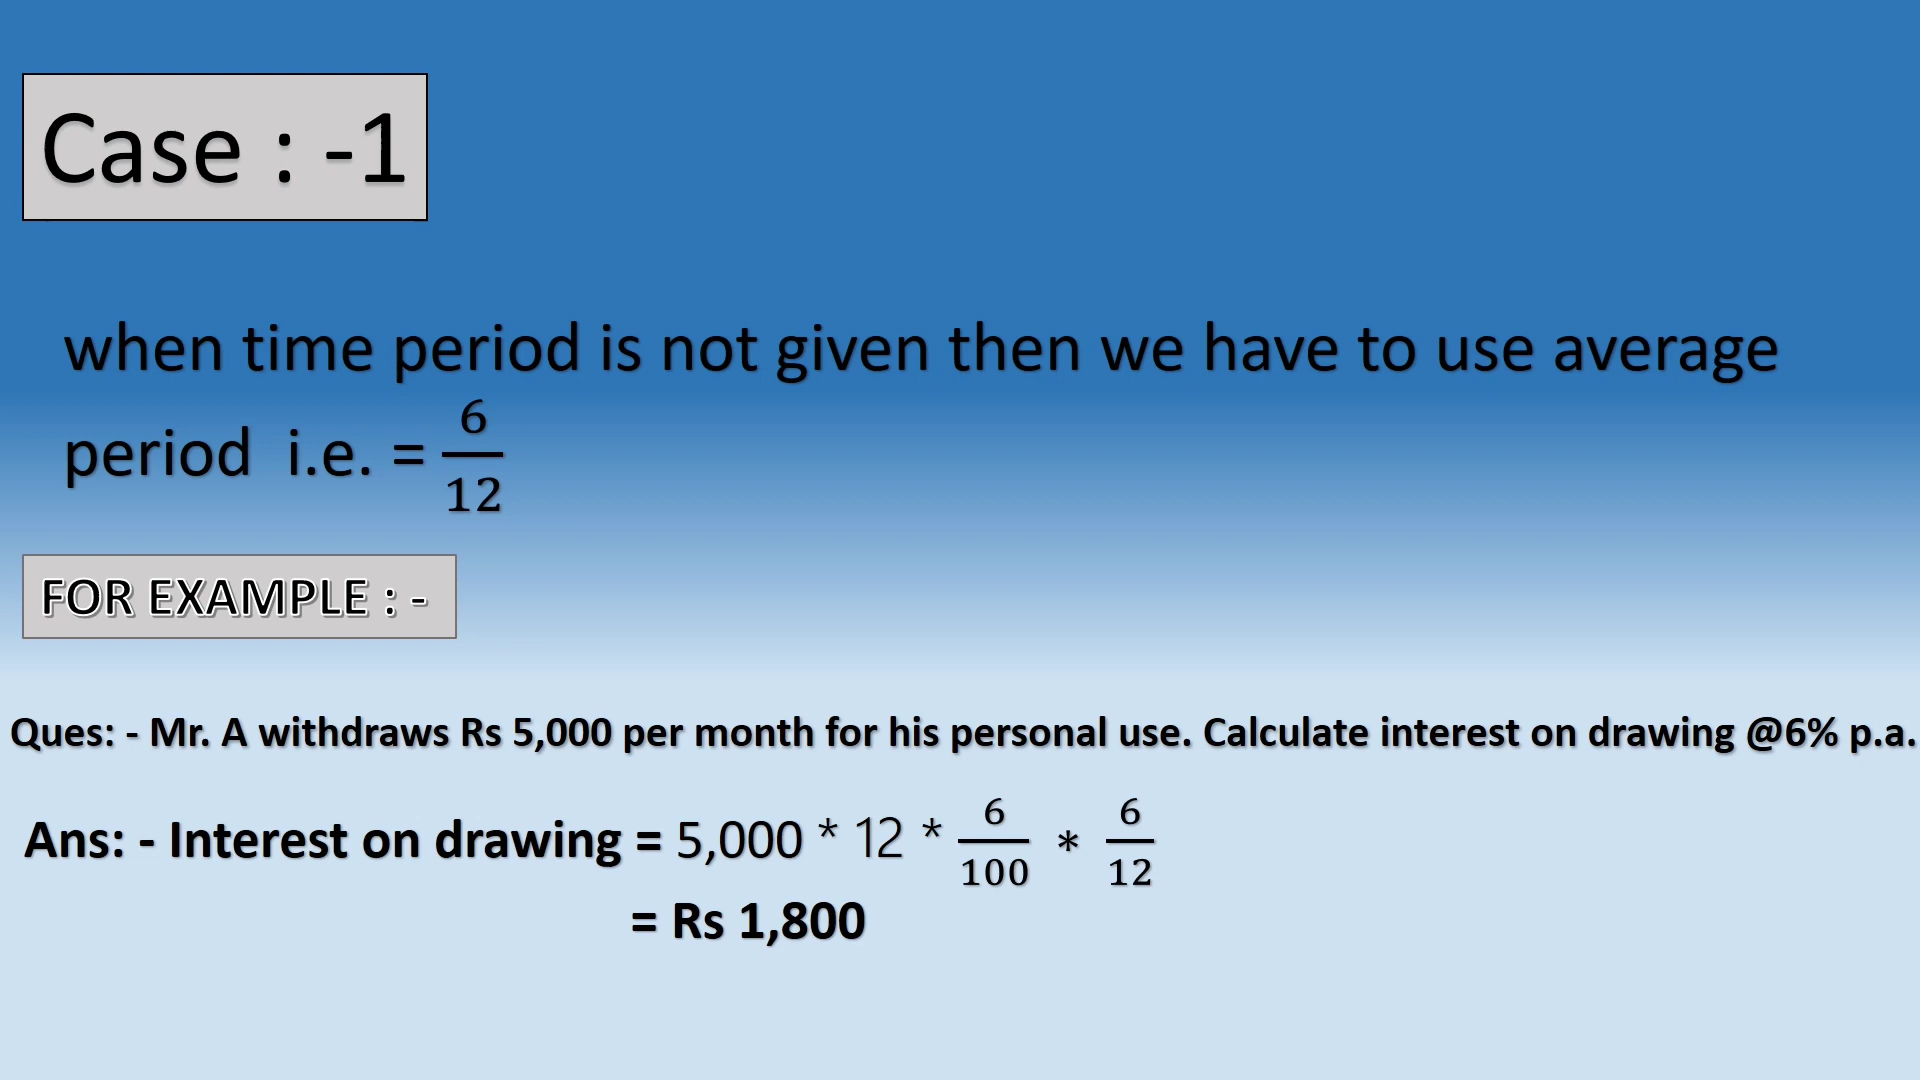 Case : -1
when time period is not given then we have to use average
period i.e. = 6/12
FOR EXAMPLE : -
Ques: - Mr. A withdraws Rs 5,000 per month for his personal use. Calculate interest on drawing @6% p.a.
Ans: - Interest on drawing = 5,000 * 12 * 6/100 * 6/12
= Rs 1,800